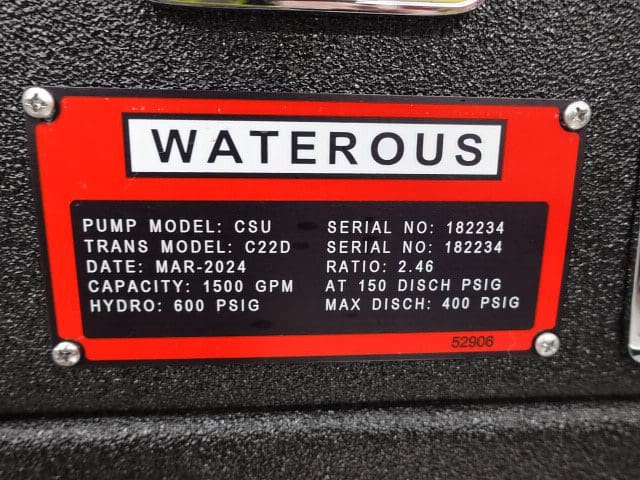 WATEROUS
PUMP MODEL: CSU SERIAL NO: 182234
TRANS MODEL: C22D SERIAL NO: 182234
DATE: MAR-2024 RATIO: 2.46
CAPACITY: 1500 GPM AT 150 DISCH PSIG
HYDRO: 600 PSIG MAX DISCH: 400 PSIG
52906